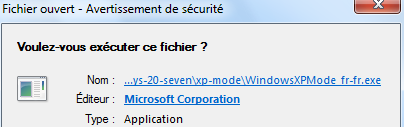 Fichier ouvert - Avertissement de sécurité
Voulez-vous exécuter ce fichier ?
Nom : ...ys-20-seven\xp-mode\WindowsXPMode_fr-fr.exe
Éditeur : Microsoft Corporation
Type : Application